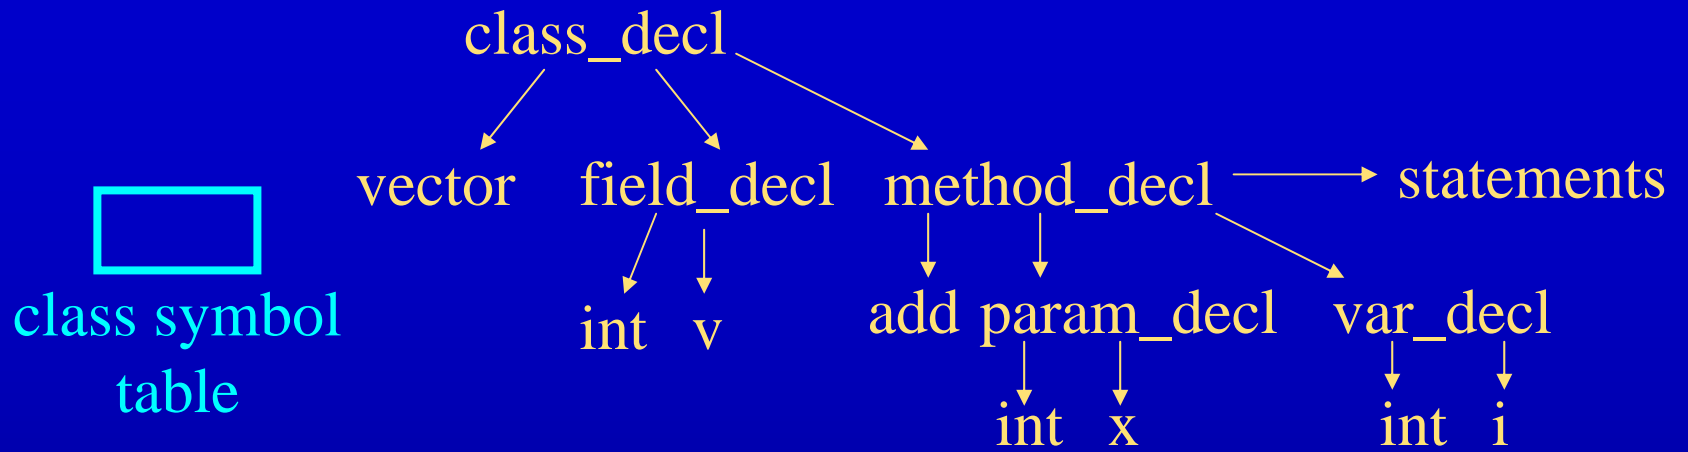 class_decl
vector field_decl method_decl statements
class symbol
table
int v
add param_decl var_decl
int x
int i